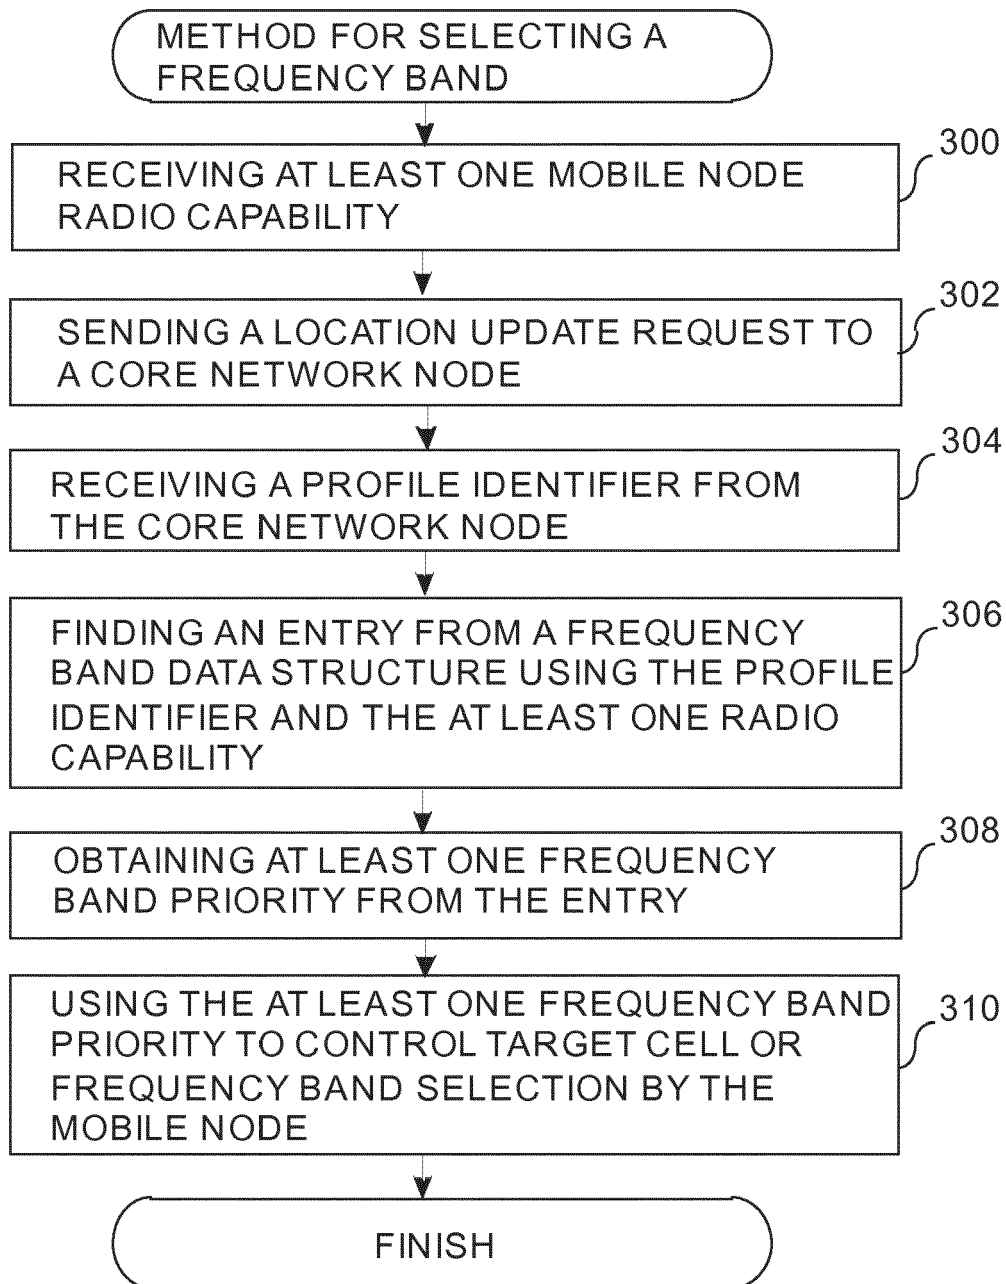 METHOD FOR SELECTING A
FREQUENCY BAND
300
RECEIVING AT LEAST ONE MOBILE NODE
RADIO CAPABILITY
302
SENDING A LOCATION UPDATE REQUEST TO
A CORE NETWORK NODE
304
RECEIVING A PROFILE IDENTIFIER FROM
THE CORE NETWORK NODE
306
FINDING AN ENTRY FROM A FREQUENCY
BAND DATA STRUCTURE USING THE PROFILE
IDENTIFIER AND THE AT LEAST ONE RADIO
CAPABILITY
308
OBTAINING AT LEAST ONE FREQUENCY
BAND PRIORITY FROM THE ENTRY
310
USING THE AT LEAST ONE FREQUENCY BAND
PRIORITY TO CONTROL TARGET CELL OR
FREQUENCY BAND SELECTION BY THE
MOBILE NODE
FINISH